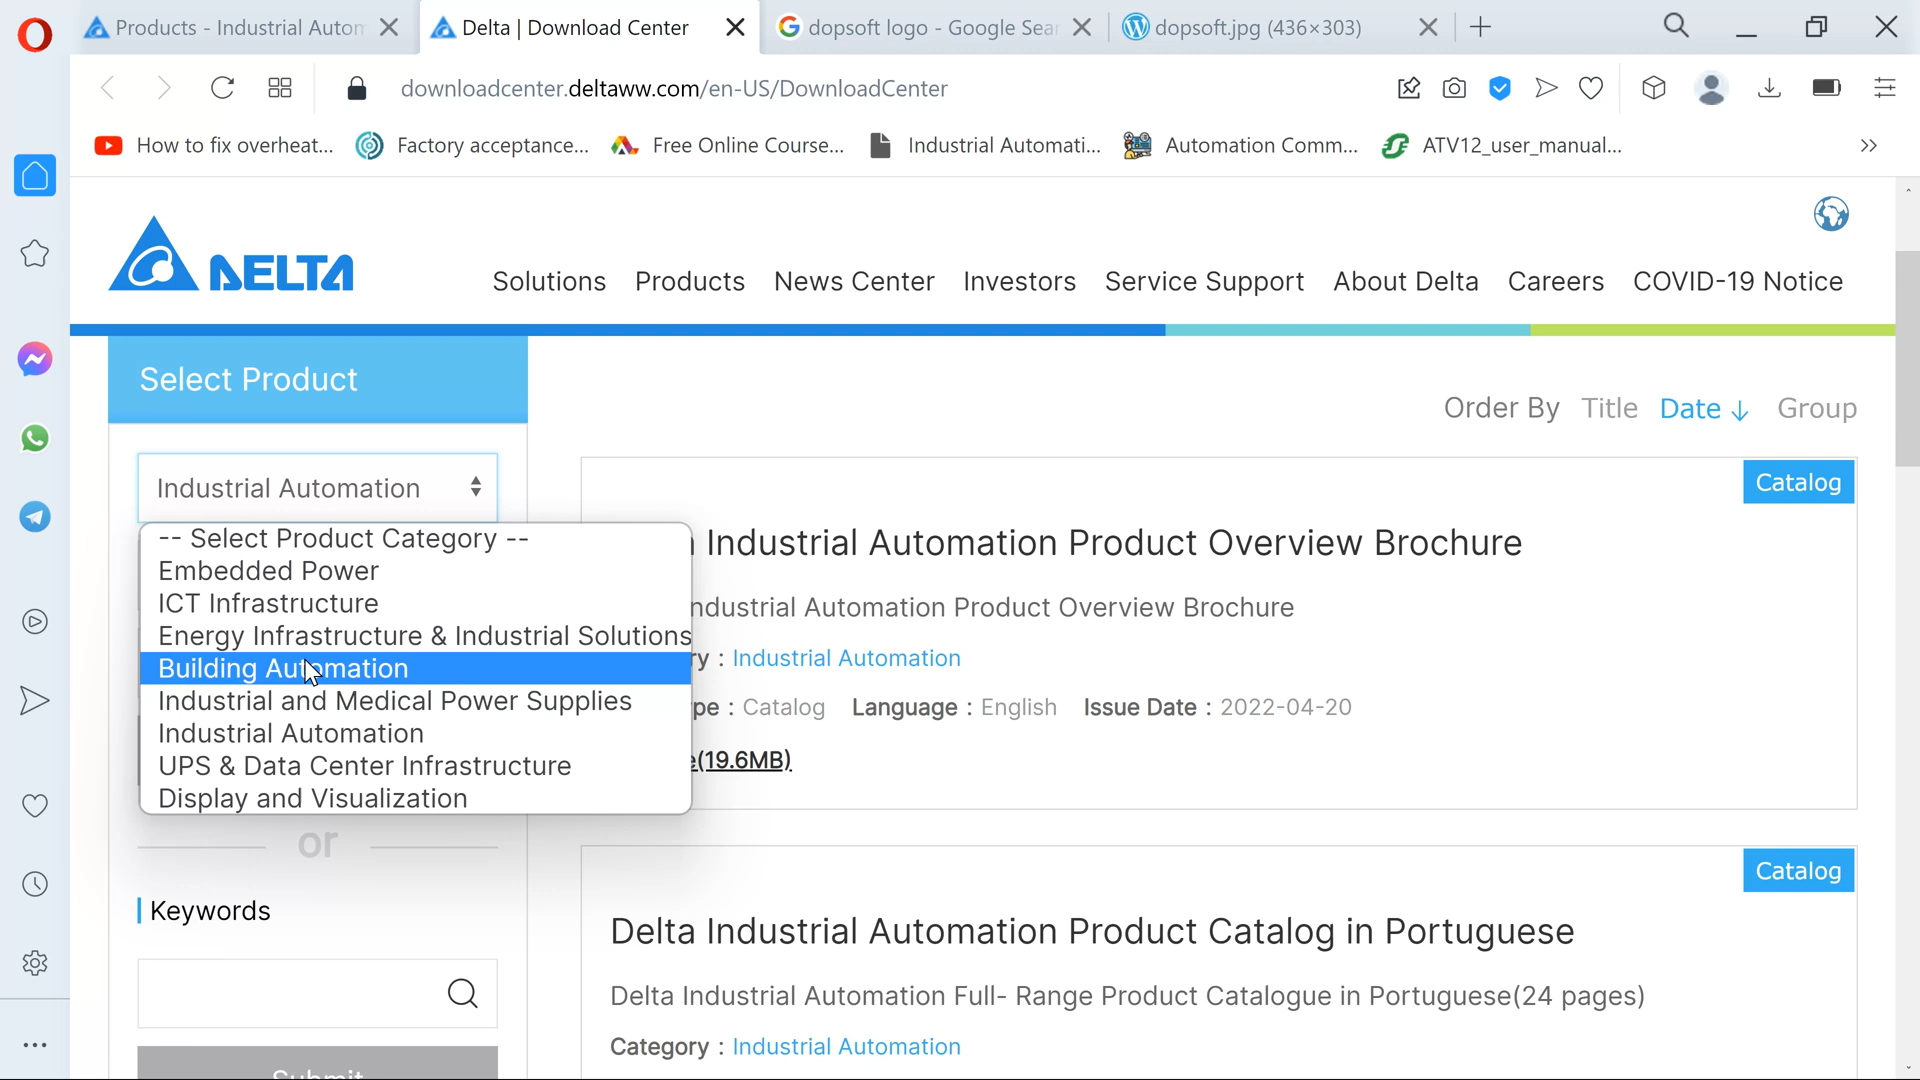 Products - Industrial Autom
Delta | Download Center
dopsoft logo - Google Sear
dopsoft.jpg (436×303)
downloadcenter.deltaww.com/en-US/DownloadCenter
How to fix overheat...
Factory acceptance...
Free Online Course...
Industrial Automati...
Automation Comm...
ATV12_user_manual...
DELTA
Solutions Products News Center Investors Service Support About Delta Careers COVID-19 Notice
Select Product
Order By Title Date ↓ Group
Industrial Automation
Catalog
-- Select Product Category --
Embedded Power
ICT Infrastructure
Energy Infrastructure & Industrial Solutions
Building Automation
Industrial and Medical Power Supplies
Industrial Automation
UPS & Data Center Infrastructure
Display and Visualization
Industrial Automation Product Overview Brochure
ndustrial Automation Product Overview Brochure
ry : Industrial Automation
pe : Catalog Language : English Issue Date : 2022-04-20
e(19.6MB)
or
Keywords
Submit
Catalog
Delta Industrial Automation Product Catalog in Portuguese
Delta Industrial Automation Full- Range Product Catalogue in Portuguese(24 pages)
Category : Industrial Automation